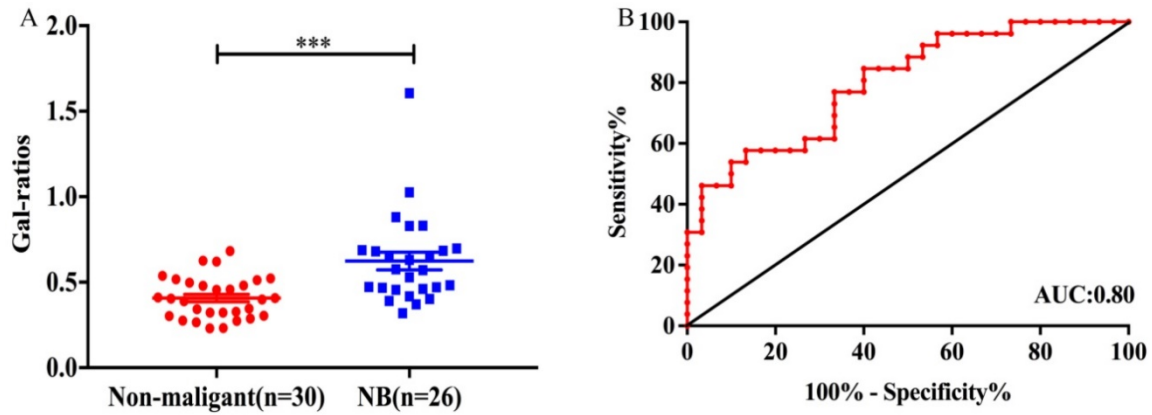 A
2.0
1.5
1.0
0.5
0.0
Gal-ratios
***
Non-maligant(n=30)
NB(n=26)
B
100
80
60
40
20
0
Sensitivity%
AUC:0.80
0 20 40 60 80 100
100% - Specificity%